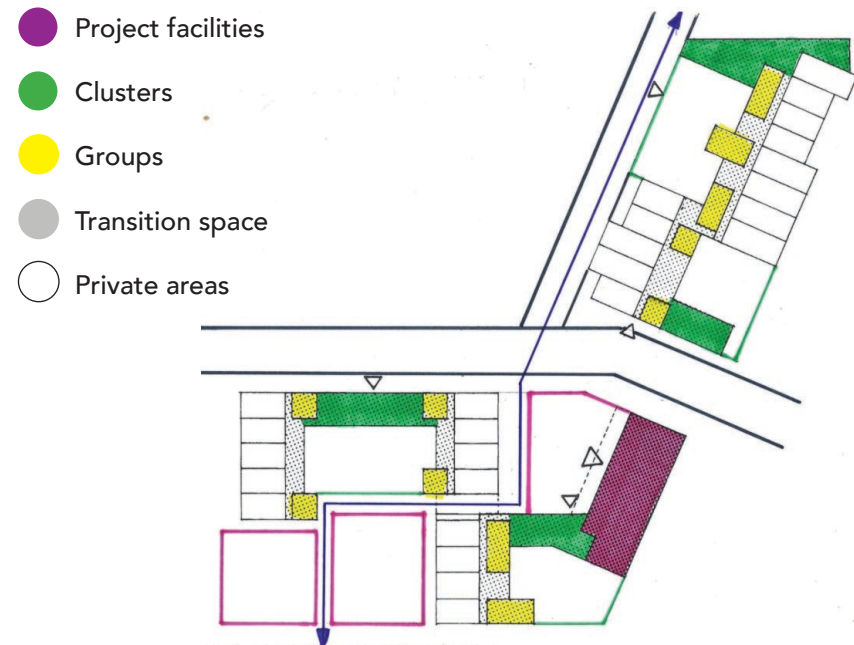 Project facilities
Clusters
Groups
Transition space
Private areas